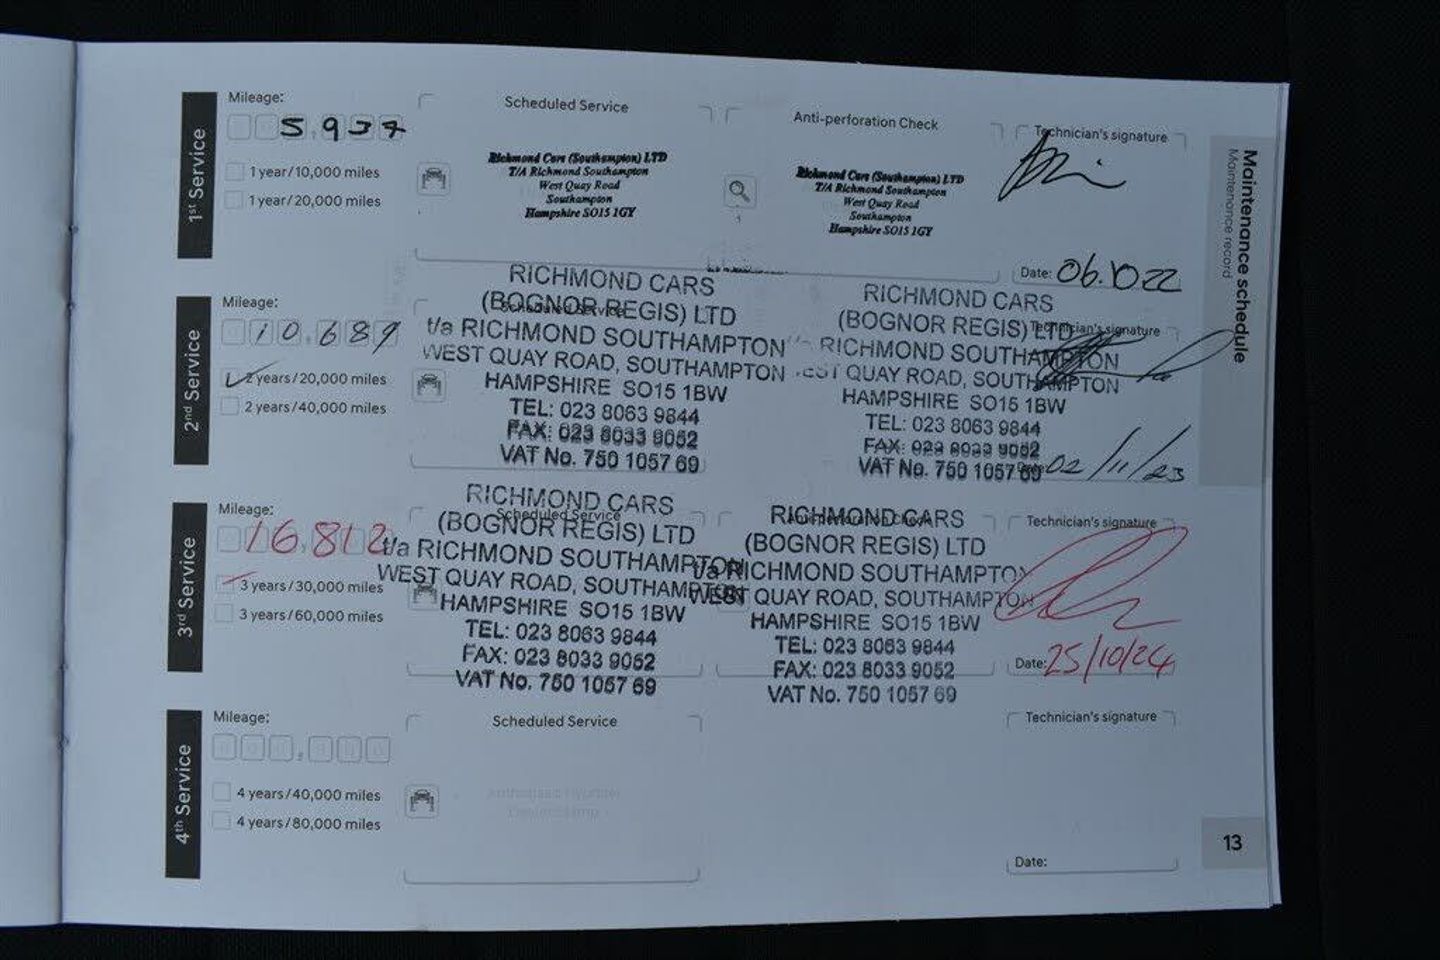 Maintenance schedule
Maintenance record
1st Service
Mileage:
5,937
1 year/10,000 miles
1 year/20,000 miles
Scheduled Service
Richmond Cars (Southampton) LTD
T/A Richmond Southampton
West Quay Road
Southampton
Hampshire SO15 1GY
Anti-perforation Check
1
Richmond Cars (Southampton) LTD
T/A Richmond Southampton
West Quay Road
Southampton
Hampshire SO15 1GY
Technician's signature
Date: 06.10.22
2nd Service
Mileage:
10,689
2 years/20,000 miles
2 years/40,000 miles
Scheduled Service
RICHMOND CARS
(BOGNOR REGIS) LTD
t/a RICHMOND SOUTHAMPTON
WEST QUAY ROAD, SOUTHAMPTON
HAMPSHIRE SO15 1BW
TEL: 023 8063 9844
FAX: 023 8033 9052
VAT No. 750 1057 69
RICHMOND CARS
(BOGNOR REGIS) LTD
RICHMOND SOUTHAMPTON
QUAY ROAD, SOUTHAMPTON
HAMPSHIRE SO15 1BW
TEL: 023 8063 9844
FAX: 023 8033 9052
VAT No. 750 1057 69
Technician's signature
Date: 02/11/23
3rd Service
Mileage:
16,812
3 years/30,000 miles
3 years/60,000 miles
Scheduled Service
RICHMOND CARS
(BOGNOR REGIS) LTD
t/a RICHMOND SOUTHAMPTON
WEST QUAY ROAD, SOUTHAMPTON
HAMPSHIRE SO15 1BW
TEL: 023 8063 9844
FAX: 023 8033 9052
VAT No. 750 1057 69
Anti-perforation Check
RICHMOND CARS
(BOGNOR REGIS) LTD
t/a RICHMOND SOUTHAMPTON
WEST QUAY ROAD, SOUTHAMPTON
HAMPSHIRE SO15 1BW
TEL: 023 8063 9844
FAX: 023 8033 9052
VAT No. 750 1057 69
Technician's signature
Date: 25/10/24
4th Service
Mileage:
4 years/40,000 miles
4 years/80,000 miles
Scheduled Service
Technician's signature
Date:
13